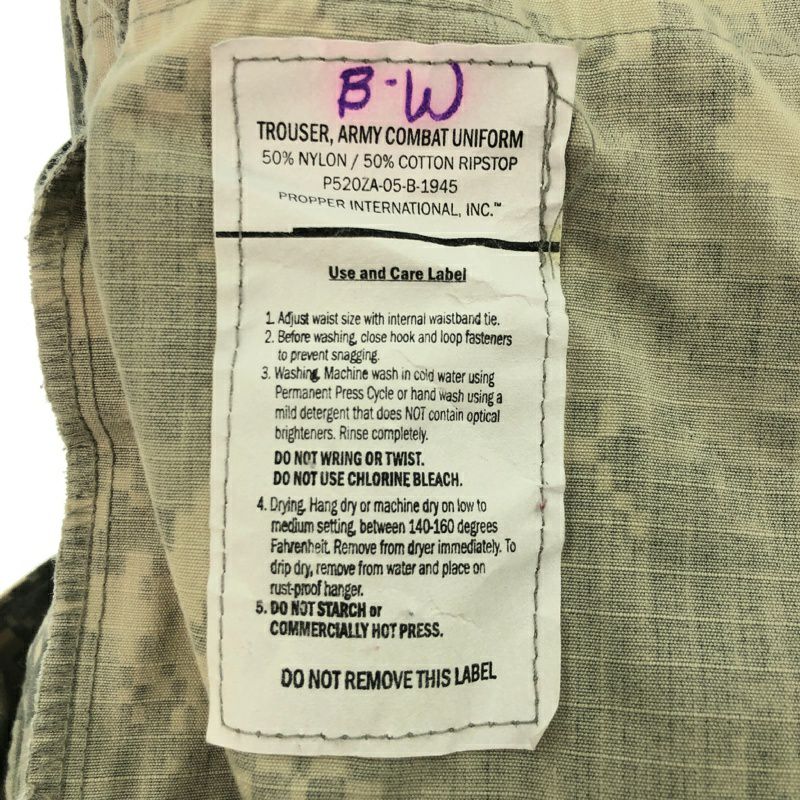 B-W
TROUSER, ARMY COMBAT UNIFORM
50% NYLON / 50% COTTON RIPSTOP
P520ZA-05-B-1945
PROPPER INTERNATIONAL, INC.™
Use and Care Label
1. Adjust waist size with internal waistband tie.
2. Before washing, close hook and loop fasteners
to prevent snagging.
3. Washing, Machine wash in cold water using
Permanent Press Cycle or hand wash using a
mild detergent that does NOT contain optical
brighteners. Rinse completely.
DO NOT WRING OR TWIST.
DO NOT USE CHLORINE BLEACH.
4. Drying, Hang dry or machine dry on low to
medium setting, between 140-160 degrees
Fahrenheit. Remove from dryer immediately. To
drip dry, remove from water and place on
rust-proof hanger.
5. DO NOT STARCH or
COMMERCIALLY HOT PRESS.
DO NOT REMOVE THIS LABEL